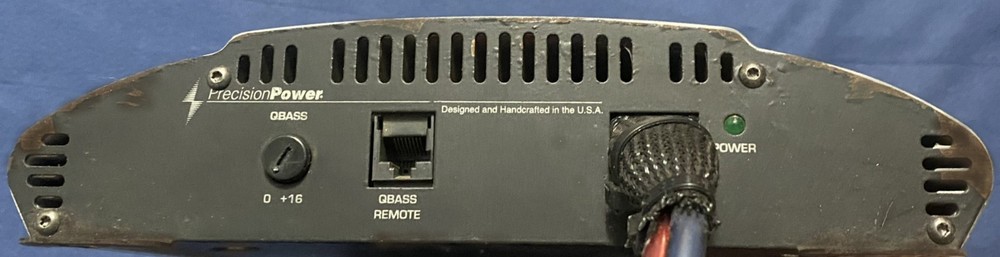 PrecisionPower
Designed and Handcrafted in the U.S.A.
QBASS
POWER
0 +16
QBASS
REMOTE